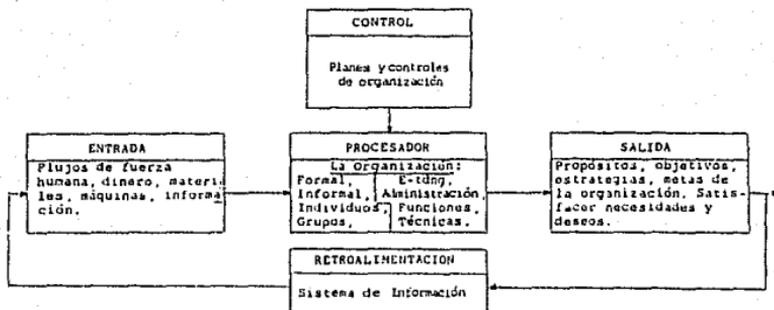 CONTROL
Planes y controles
de organización
ENTRADA
Flujos de fuerza
humana, dinero, materia
les, máquinas, informa
ción.
PROCESADOR
La Organización:
Formal,
Informal, Administración,
Individuos, Funciones,
Grupos, Técnicas.
SALIDA
Propósitos, objetivos,
estrategias, metas de
la organización. Satis-
facer necesidades y
deseos.
RETROALIMENTACION
Sistema de Información